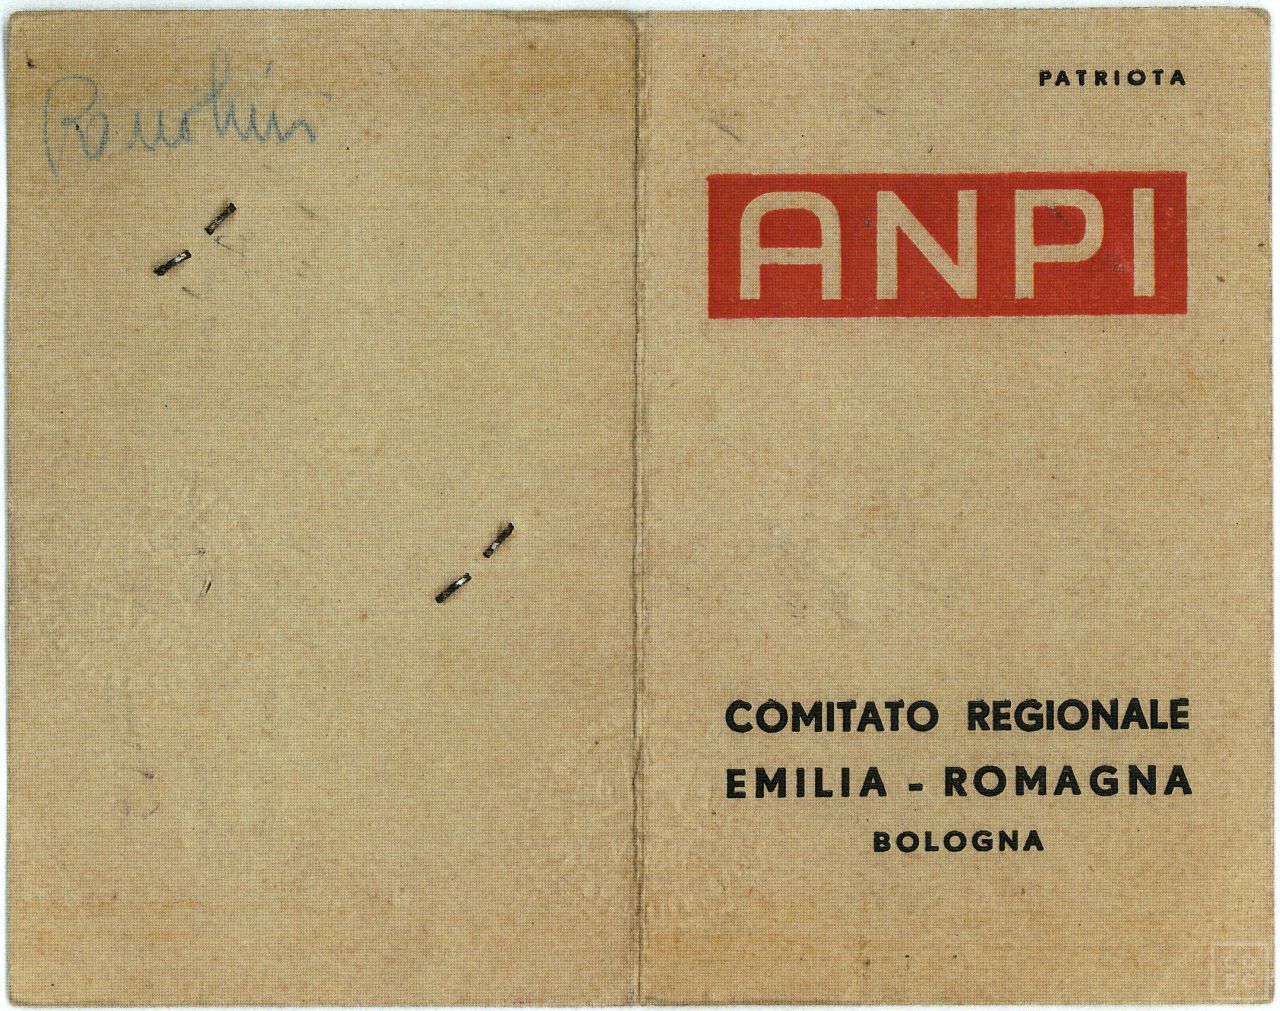 PATRIOTA
ANPI
COMITATO REGIONALE
EMILIA - ROMAGNA
BOLOGNA